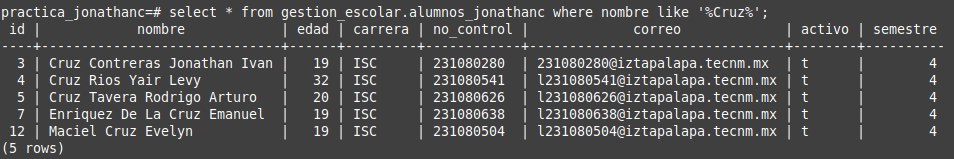 practica_jonathanc=# select * from gestion_escolar.alumnos_jonathanc where nombre like '%Cruz%';
 id |            nombre            | edad | carrera | no_control |            correo             | activo | semestre
----+------------------------------+------+---------+------------+-------------------------------+--------+----------
  3 | Cruz Contreras Jonathan Ivan |   19 | ISC     | 231080280  | 231080280@iztapalapa.tecnm.mx | t      |        4
  4 | Cruz Rios Yair Levy          |   32 | ISC     | 231080541  | l231080541@iztapalapa.tecnm.mx | t      |        4
  5 | Cruz Tavera Rodrigo Arturo   |   20 | ISC     | 231080626  | l231080626@iztapalapa.tecnm.mx | t      |        4
  7 | Enriquez De La Cruz Emanuel  |   19 | ISC     | 231080638  | l231080638@iztapalapa.tecnm.mx | t      |        4
 12 | Maciel Cruz Evelyn           |   19 | ISC     | 231080504  | l231080504@iztapalapa.tecnm.mx | t      |        4
(5 rows)